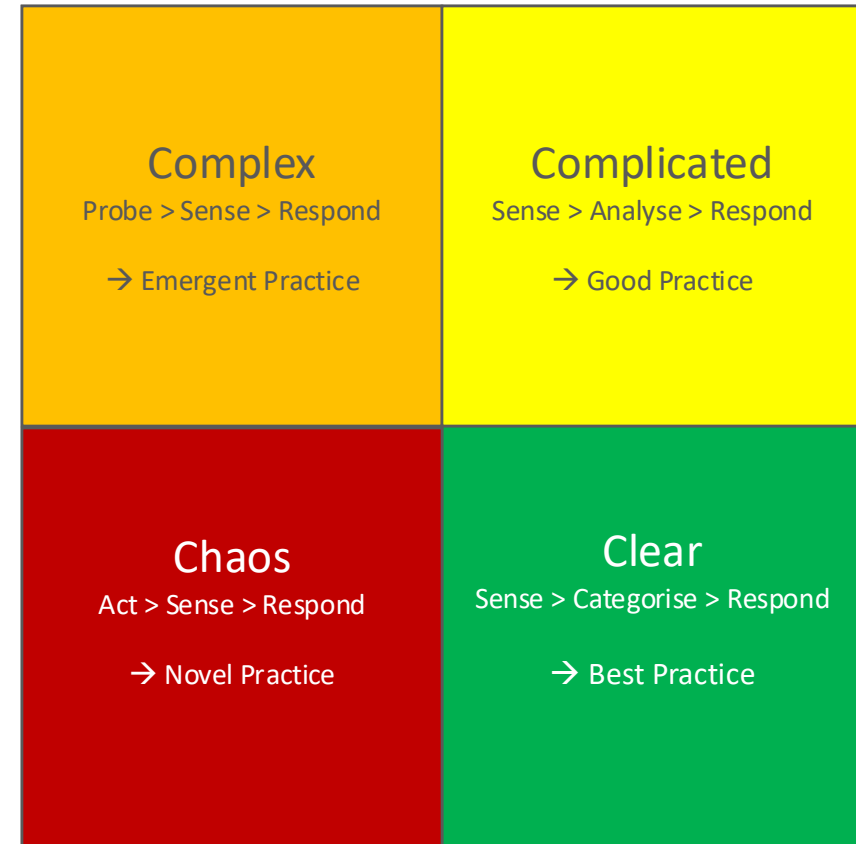 Complex
Probe > Sense > Respond
→ Emergent Practice
Complicated
Sense > Analyse > Respond
→ Good Practice
Chaos
Act > Sense > Respond
→ Novel Practice
Clear
Sense > Categorise > Respond
→ Best Practice